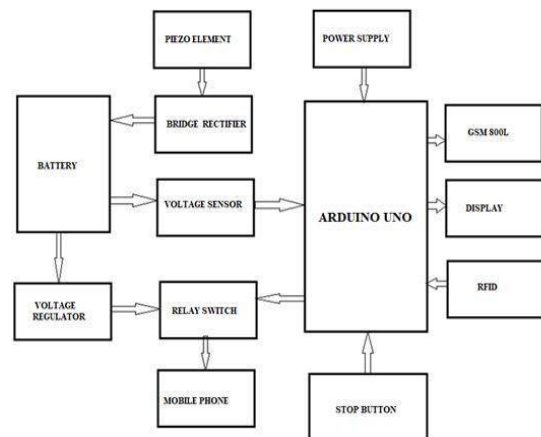 PIEZO ELEMENT
POWER SUPPLY
BRIDGE RECTIFIER
GSM 800L
BATTERY
VOLTAGE SENSOR
ARDUINO UNO
DISPLAY
RFID
VOLTAGE
REGULATOR
RELAY SWITCH
MOBILE PHONE
STOP BUTTON